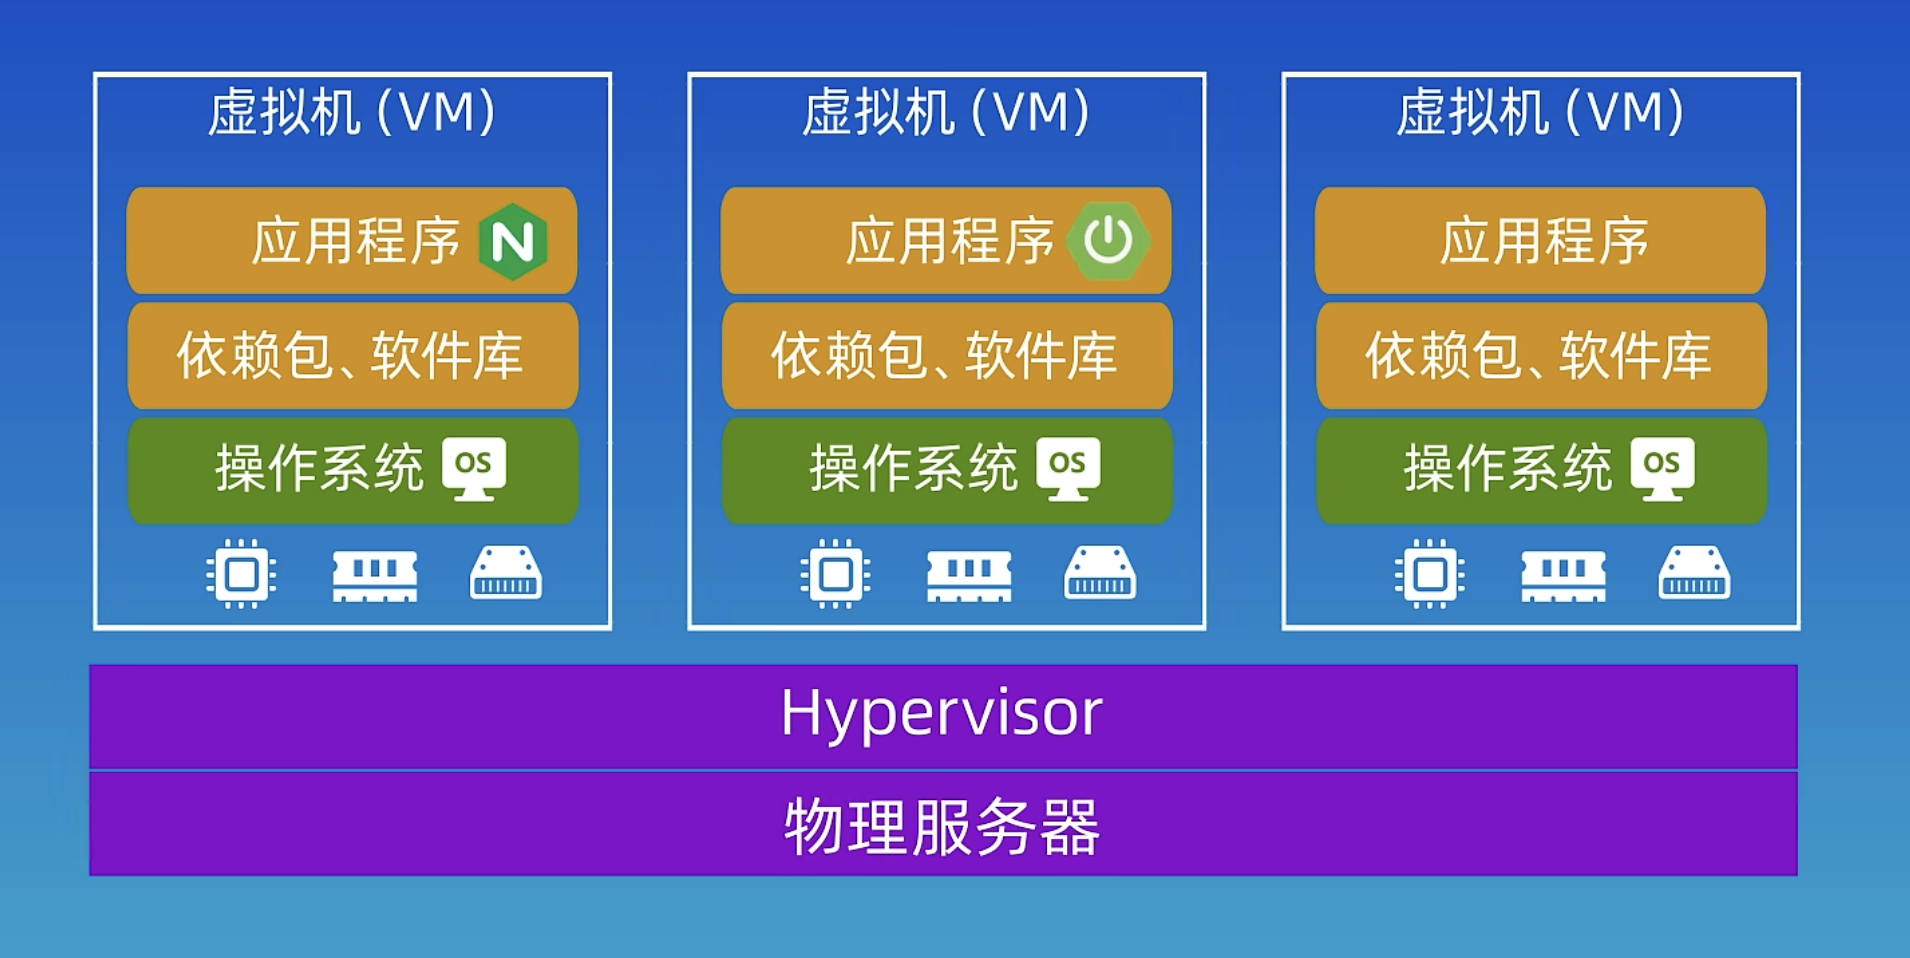 虚拟机 (VM)
应用程序 N
依赖包、软件库
操作系统 OS
虚拟机 (VM)
应用程序
依赖包、软件库
操作系统 OS
虚拟机 (VM)
应用程序
依赖包、软件库
操作系统 OS
Hypervisor
物理服务器